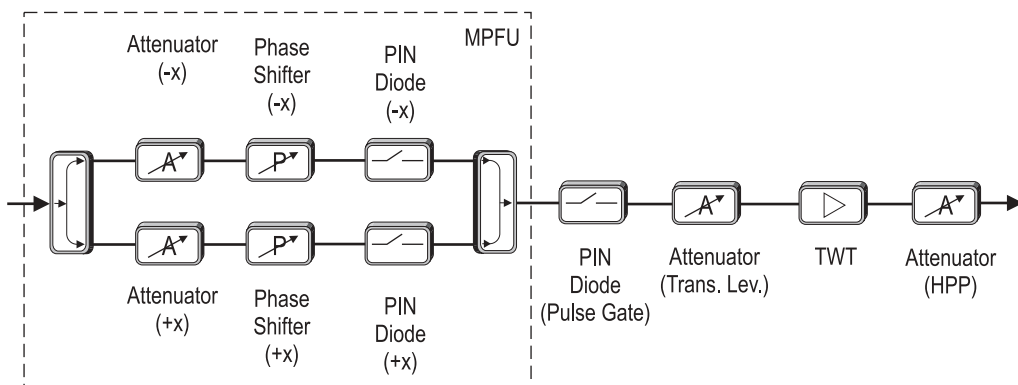 MPFU
Attenuator
(-x)
Phase
Shifter
(-x)
PIN
Diode
(-x)
A
P
A
P
A
A
Attenuator
(+x)
Phase
Shifter
(+x)
PIN
Diode
(+x)
PIN
Diode
(Pulse Gate)
Attenuator
(Trans. Lev.)
TWT
Attenuator
(HPP)